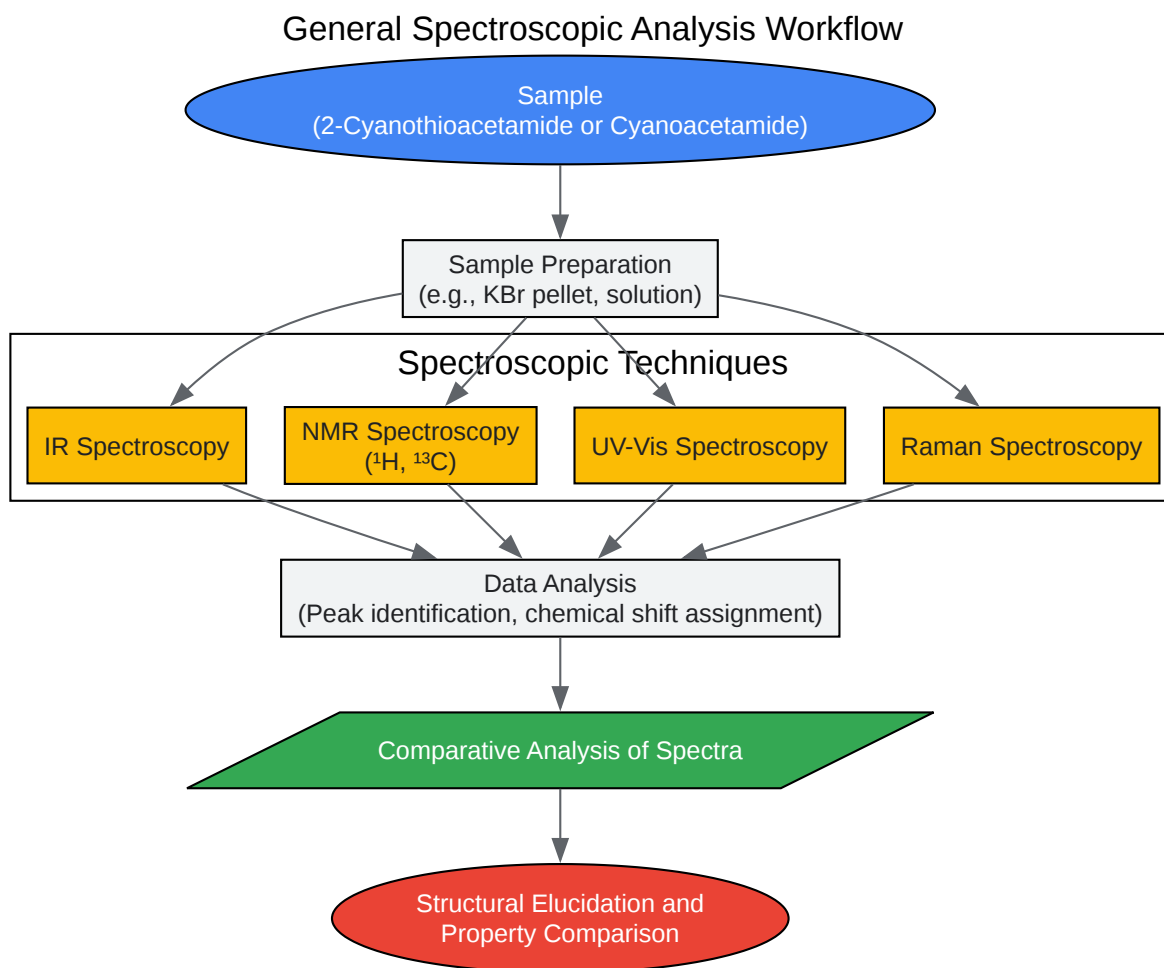 General Spectroscopic Analysis Workflow
Sample
(2-Cyanothioacetamide or Cyanoacetamide)
Sample Preparation
(e.g., KBr pellet, solution)
Spectroscopic Techniques
IR Spectroscopy
NMR Spectroscopy
(¹H, ¹³C)
UV-Vis Spectroscopy
Raman Spectroscopy
Data Analysis
(Peak identification, chemical shift assignment)
Comparative Analysis of Spectra
Structural Elucidation and
Property Comparison